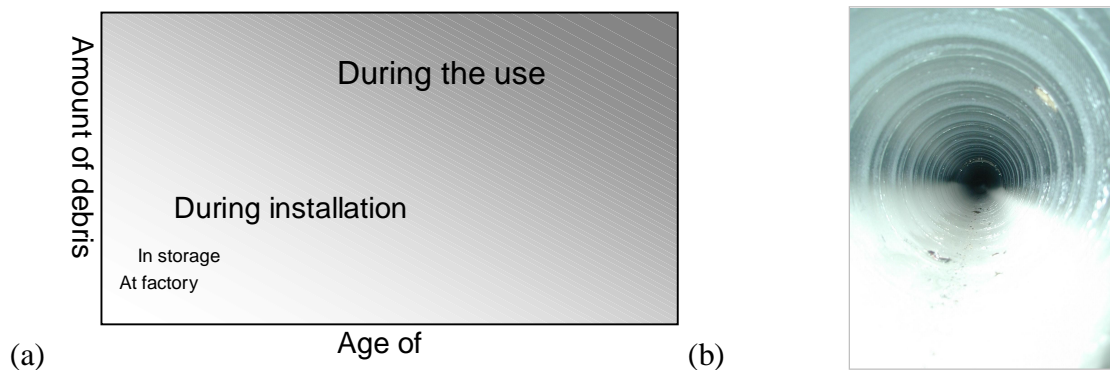 Amount of debris
During the use
During installation
In storage
At factory
Age of
(a)
(b)